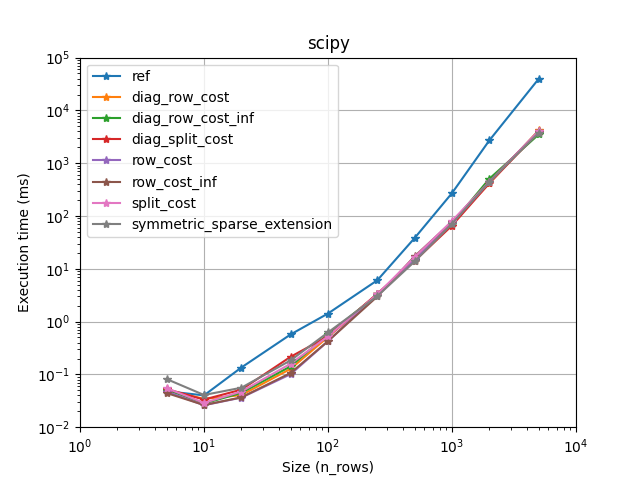 scipy
10^5
10^4
10^3
10^2
10^1
10^0
10^-1
10^-2
Execution time (ms)
ref
diag_row_cost
diag_row_cost_inf
diag_split_cost
row_cost
row_cost_inf
split_cost
symmetric_sparse_extension
10^0 10^1 10^2 10^3 10^4
Size (n_rows)